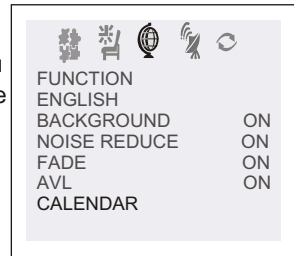 FUNCTION
ENGLISH
BACKGROUND ON
NOISE REDUCE ON
FADE ON
AVL ON
CALENDAR